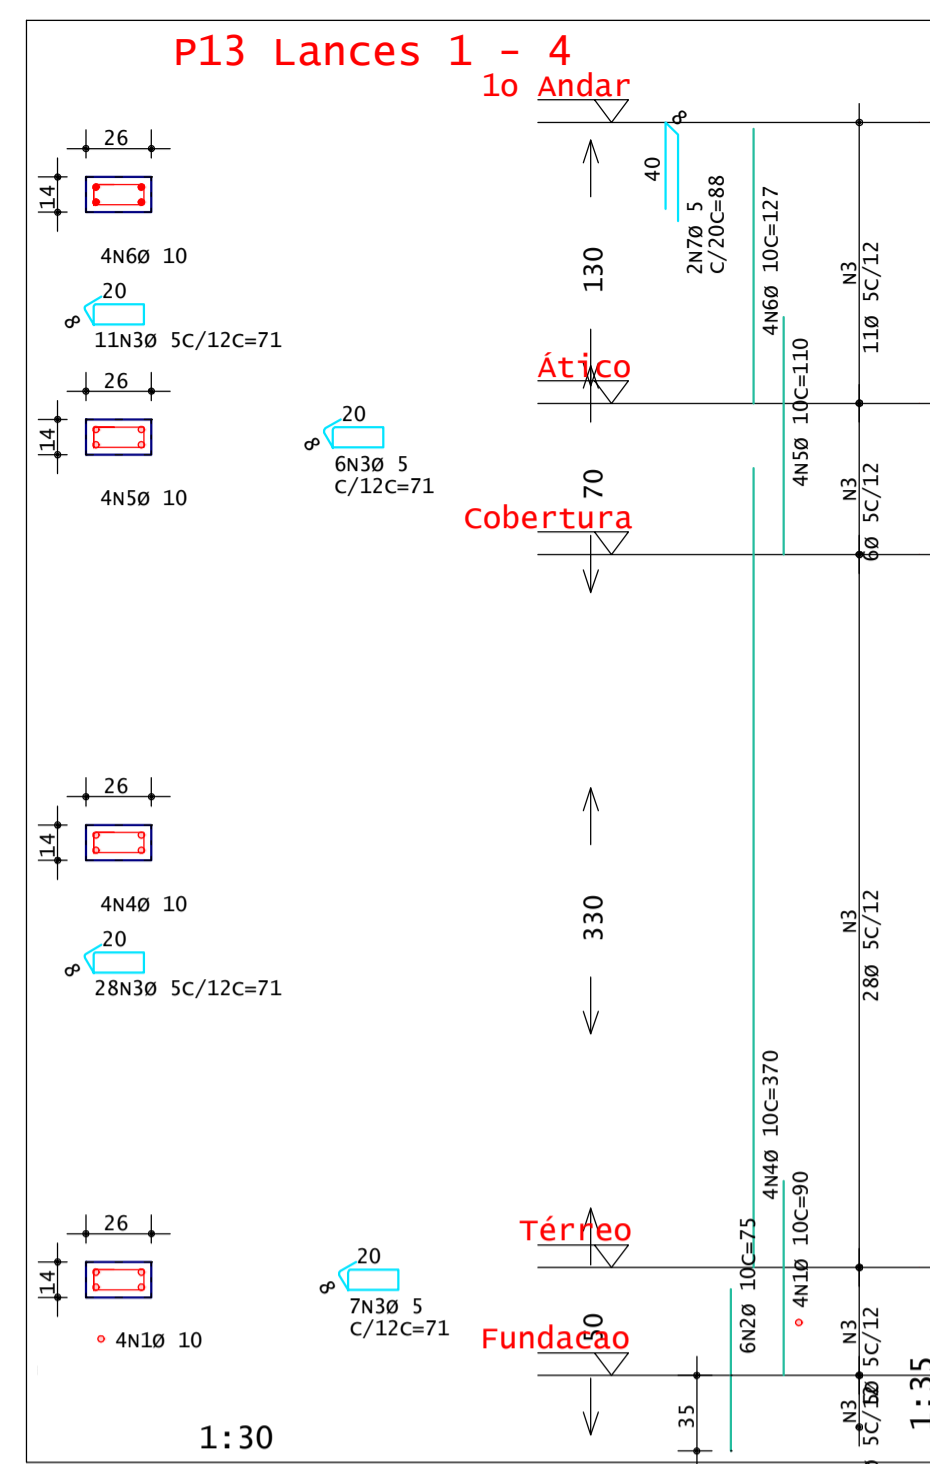 P13 Lances 1 - 4
1o Andar
26
14
4N6Ø 10
20
8
11N3Ø 5C/12C=71
40
8
2N7Ø 5
C/20C=88
130
4N6Ø 10C=127
N3
11Ø 5C/12
Ático
26
14
4N5Ø 10
20
8
6N3Ø 5
C/12C=71
70
4N5Ø 10C=110
N3
6Ø 5C/12
Cobertura
26
14
4N4Ø 10
20
8
28N3Ø 5C/12C=71
330
N3
28Ø 5C/12
4N4Ø 10C=370
Térreo
26
14
4N1Ø 10
20
8
7N3Ø 5
C/12C=71
50
6N2Ø 10C=75
4N1Ø 10C=90
N3
5C/12
Fundacao
35
N3
5C/12
1:30
1:35